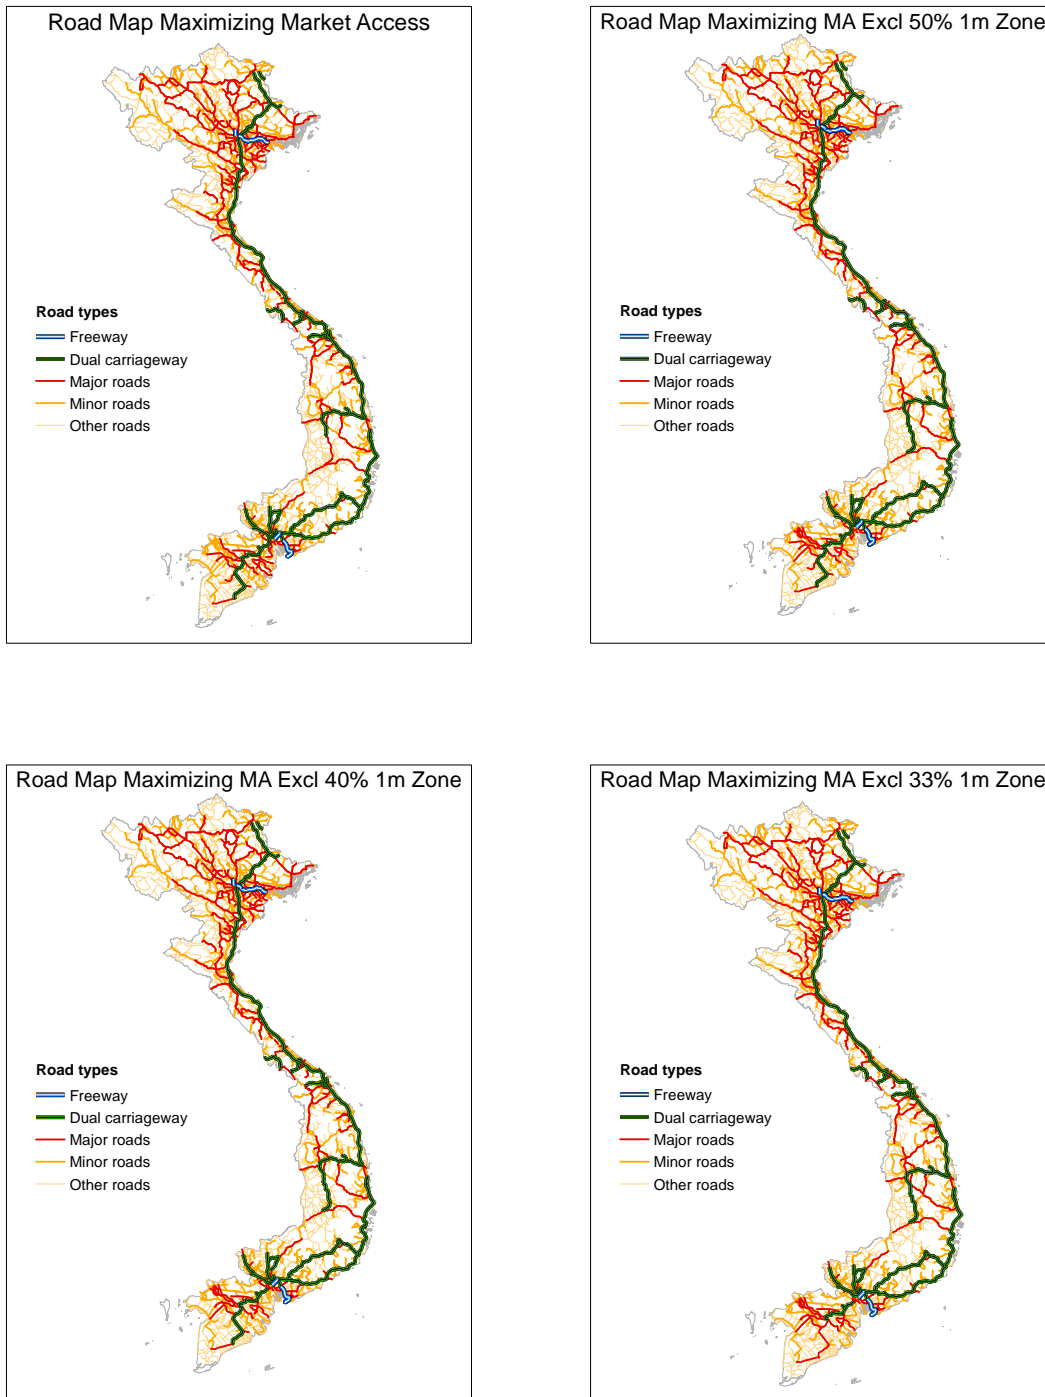 Road Map Maximizing Market Access
Road types
Freeway
Dual carriageway
Major roads
Minor roads
Other roads
Road Map Maximizing MA Excl 50% 1m Zone
Road types
Freeway
Dual carriageway
Major roads
Minor roads
Other roads
Road Map Maximizing MA Excl 40% 1m Zone
Road types
Freeway
Dual carriageway
Major roads
Minor roads
Other roads
Road Map Maximizing MA Excl 33% 1m Zone
Road types
Freeway
Dual carriageway
Major roads
Minor roads
Other roads